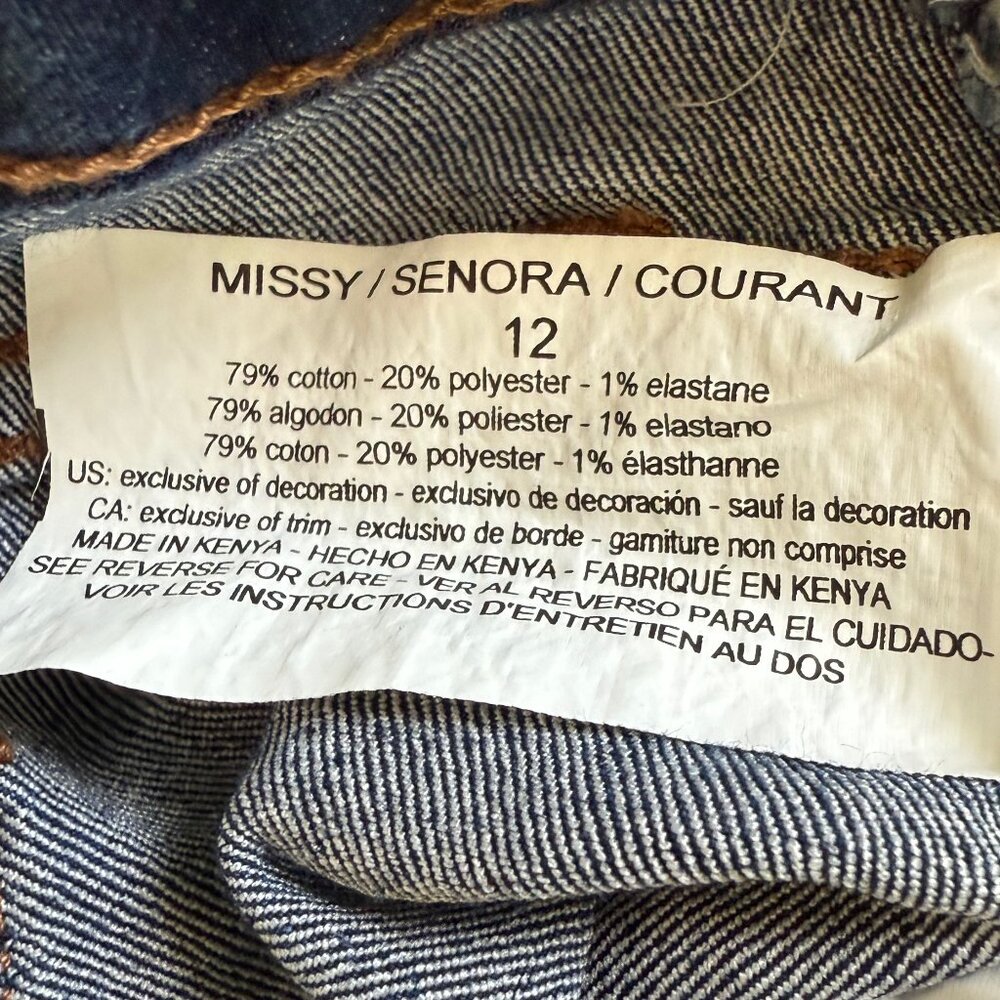 MISSY / SENORA / COURANT
12
79% cotton - 20% polyester - 1% elastane
79% algodon - 20% poliester - 1% elastano
79% coton - 20% polyester - 1% élasthanne
US: exclusive of decoration - exclusivo de decoración - sauf la decoration
CA: exclusive of trim - exclusivo de borde - garniture non comprise
MADE IN KENYA - HECHO EN KENYA - FABRIQUÉ EN KENYA
SEE REVERSE FOR CARE - VER AL REVERSO PARA EL CUIDADO-
VOIR LES INSTRUCTIONS D'ENTRETIEN AU DOS